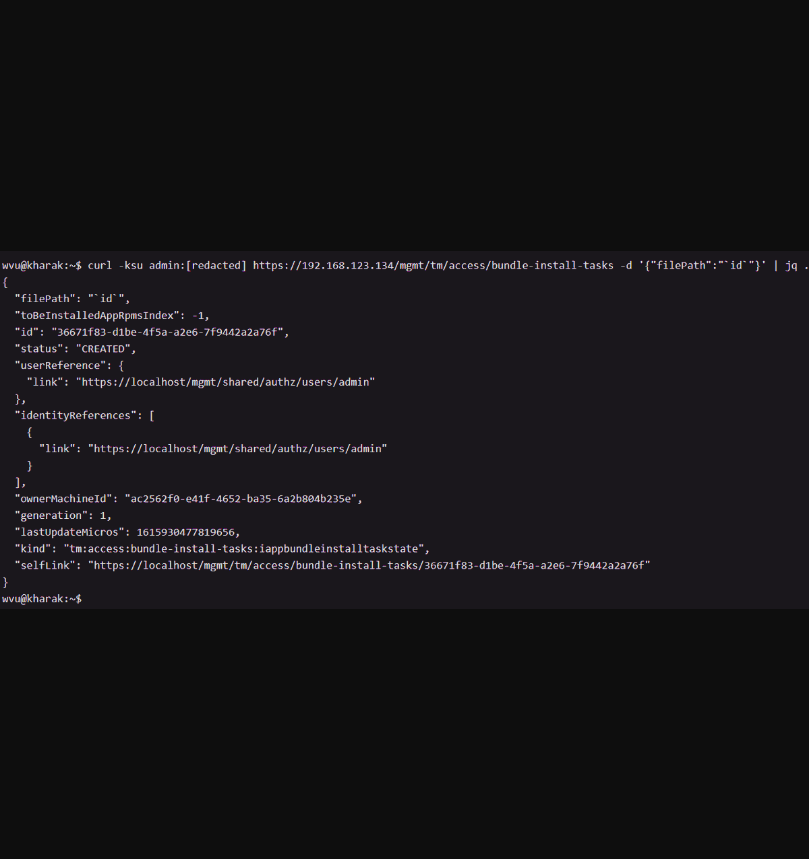 wvu@kharak:~$ curl -ksu admin:[redacted] https://192.168.123.134/mgmt/tm/access/bundle-install-tasks -d '{"filePath":"`id`"}' | jq .
{
  "filePath": "`id`",
  "toBeInstalledAppRpmsIndex": -1,
  "id": "36671f83-d1be-4f5a-a2e6-7f9442a2a76f",
  "status": "CREATED",
  "userReference": {
    "link": "https://localhost/mgmt/shared/authz/users/admin"
  },
  "identityReferences": [
    {
      "link": "https://localhost/mgmt/shared/authz/users/admin"
    }
  ],
  "ownerMachineId": "ac2562f0-e41f-4652-ba35-6a2b804b235e",
  "generation": 1,
  "lastUpdateMicros": 1615930477819656,
  "kind": "tm:access:bundle-install-tasks:iappbundleinstalltaskstate",
  "selfLink": "https://localhost/mgmt/tm/access/bundle-install-tasks/36671f83-d1be-4f5a-a2e6-7f9442a2a76f"
}
wvu@kharak:~$